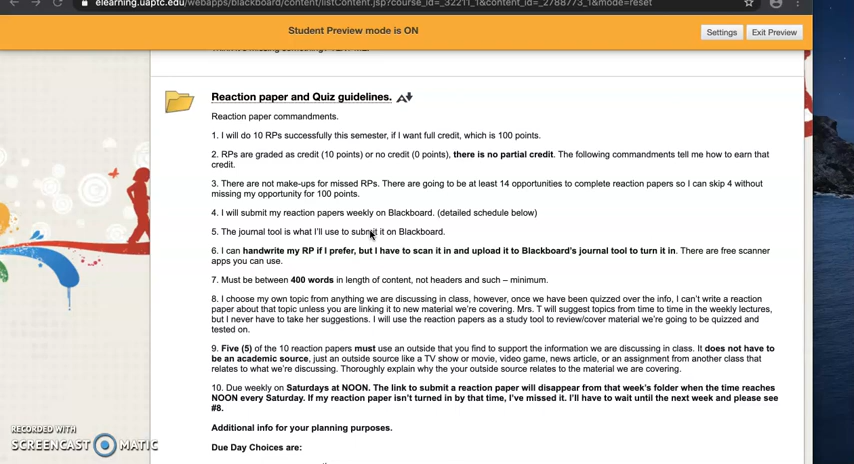 elearning.uaptc.edu/webapps/blackboard/content/listContent.jsp?course_id=_32211_1&content_id=_2788773_1&mode=reset
Student Preview mode is ON
Settings
Exit Preview
Reaction paper and Quiz guidelines.
Reaction paper commandments.
1. I will do 10 RPs successfully this semester, if I want full credit, which is 100 points.
2. RPs are graded as credit (10 points) or no credit (0 points), there is no partial credit. The following commandments tell me how to earn that
credit.
3. There are not make-ups for missed RPs. There are going to be at least 14 opportunities to complete reaction papers so I can skip 4 without
missing my opportunity for 100 points.
4. I will submit my reaction papers weekly on Blackboard. (detailed schedule below)
5. The journal tool is what I'll use to submit it on Blackboard.
6. I can handwrite my RP if I prefer, but I have to scan it in and upload it to Blackboard's journal tool to turn it in. There are free scanner
apps you can use.
7. Must be between 400 words in length of content, not headers and such – minimum.
8. I choose my own topic from anything we are discussing in class, however, once we have been quizzed over the info, I can't write a reaction
paper about that topic unless you are linking it to new material we're covering. Mrs. T will suggest topics from time to time in the weekly lectures,
but I never have to take her suggestions. I will use the reaction papers as a study tool to review/cover material we're going to be quizzed and
tested on.
9. Five (5) of the 10 reaction papers must use an outside that you find to support the information we are discussing in class. It does not have to
be an academic source, just an outside source like a TV show or movie, video game, news article, or an assignment from another class that
relates to what we're discussing. Thoroughly explain why the your outside source relates to the material we are covering.
10. Due weekly on Saturdays at NOON. The link to submit a reaction paper will disappear from that week's folder when the time reaches
NOON every Saturday. If my reaction paper isn't turned in by that time, I've missed it. I'll have to wait until the next week and please see
#8.
Additional info for your planning purposes.
Due Day Choices are:
RECORDED WITH
SCREENCAST MATIC